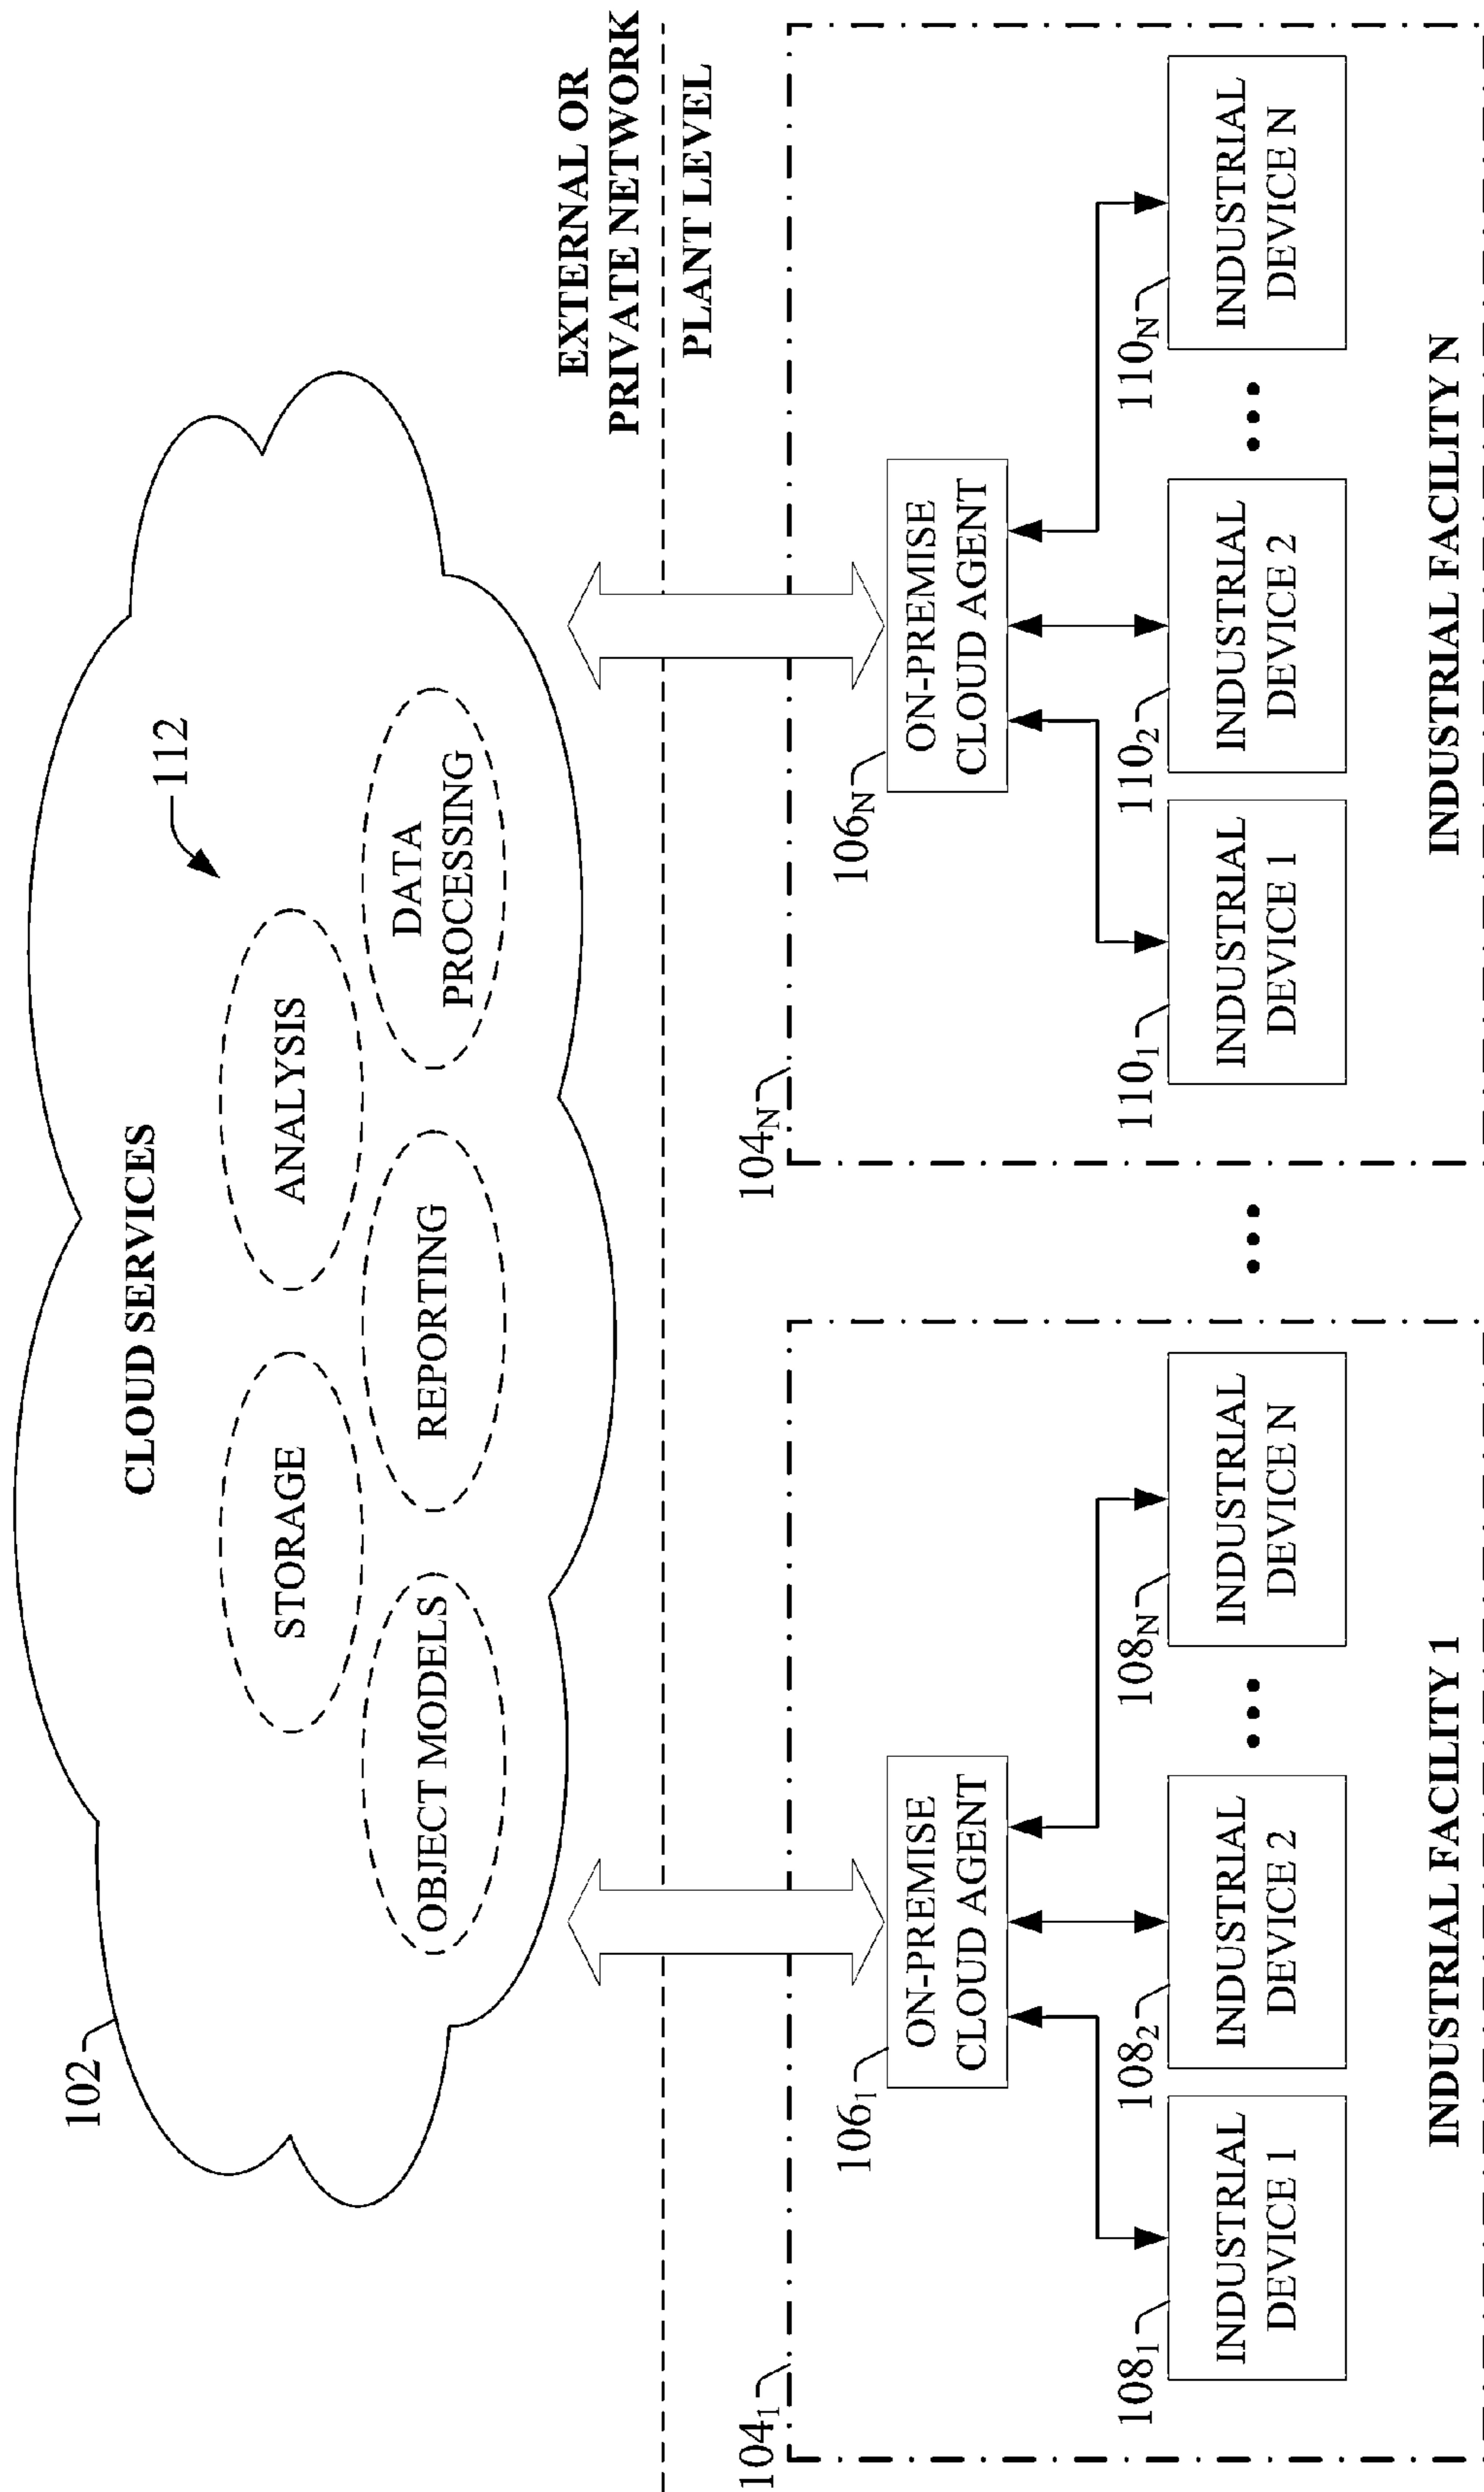 102
CLOUD SERVICES
112
STORAGE
ANALYSIS
OBJECT MODELS
REPORTING
DATA
PROCESSING
EXTERNAL OR
PRIVATE NETWORK
PLANT LEVEL
104₁
106₁
ON-PREMISE
CLOUD AGENT
108₁
INDUSTRIAL
DEVICE 1
108₂
INDUSTRIAL
DEVICE 2
•••
108N
INDUSTRIAL
DEVICE N
INDUSTRIAL FACILITY 1
•••
104N
106N
ON-PREMISE
CLOUD AGENT
110₁
INDUSTRIAL
DEVICE 1
110₂
INDUSTRIAL
DEVICE 2
•••
110N
INDUSTRIAL
DEVICE N
INDUSTRIAL FACILITY N